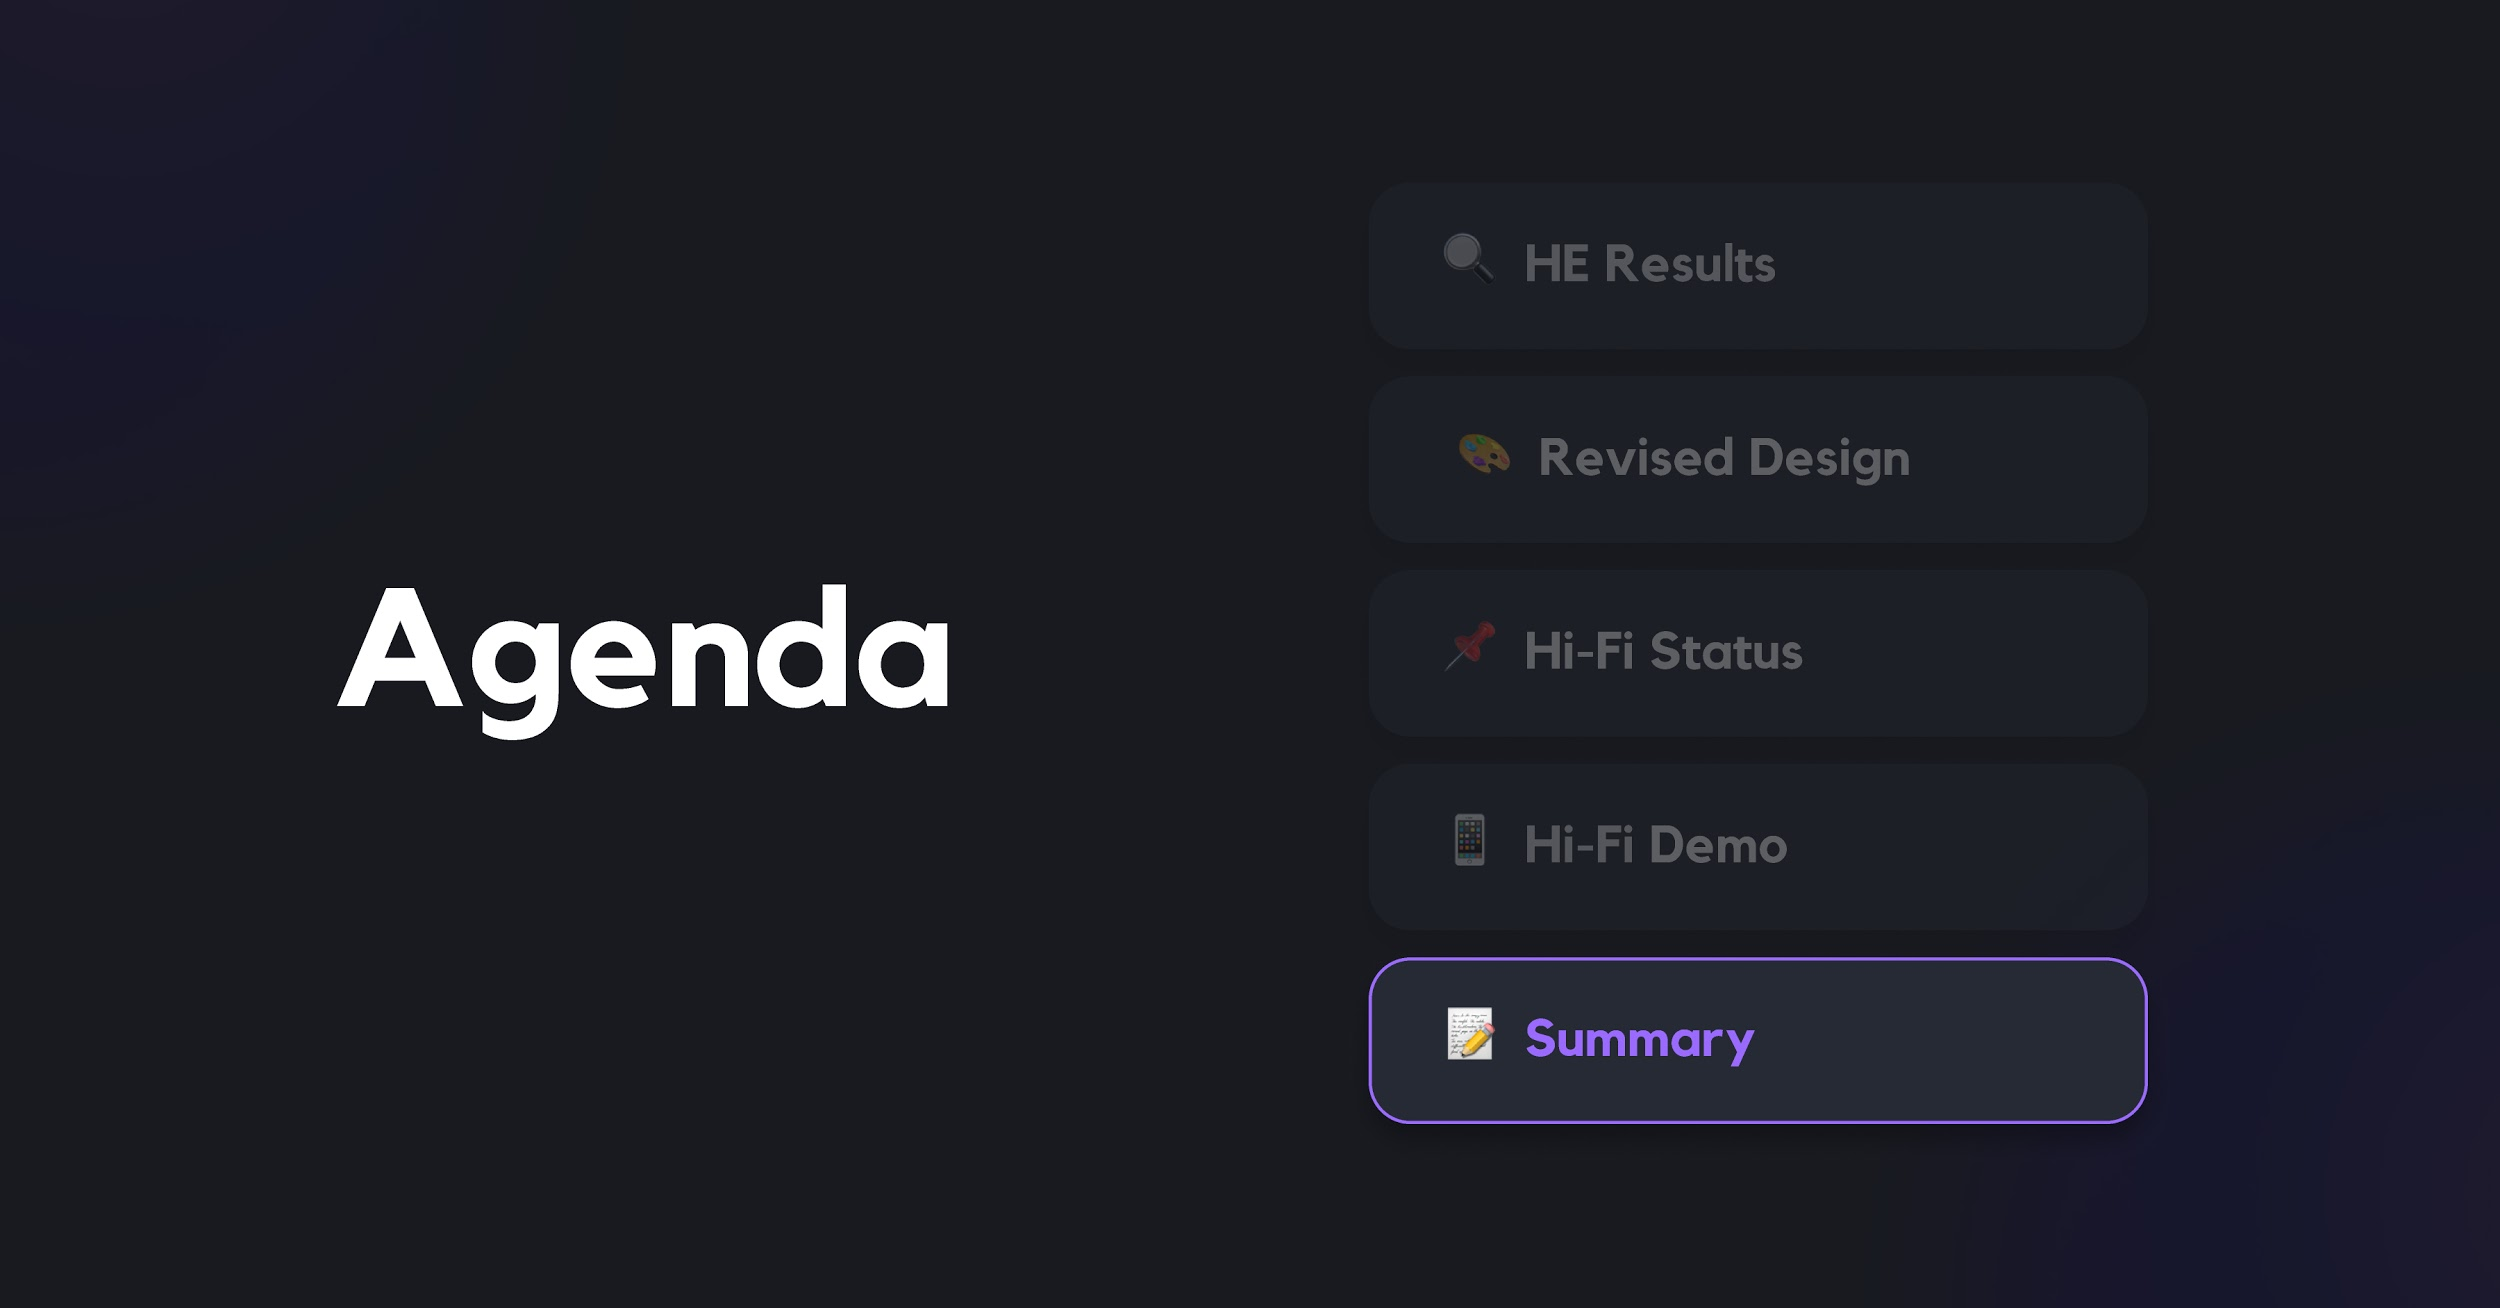 Agenda
HE Results
Revised Design
Hi-Fi Status
Hi-Fi Demo
Summary